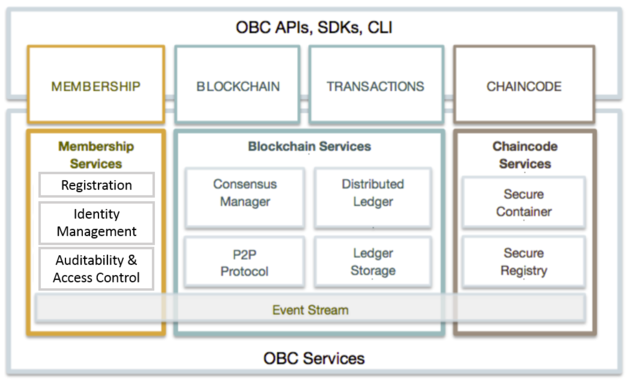 OBC APIs, SDKs, CLI
MEMBERSHIP
BLOCKCHAIN
TRANSACTIONS
CHAINCODE
Membership
Services
Registration
Identity
Management
Auditability &
Access Control
Blockchain Services
Consensus
Manager
Distributed
Ledger
P2P
Protocol
Ledger
Storage
Chaincode
Services
Secure
Container
Secure
Registry
Event Stream
OBC Services